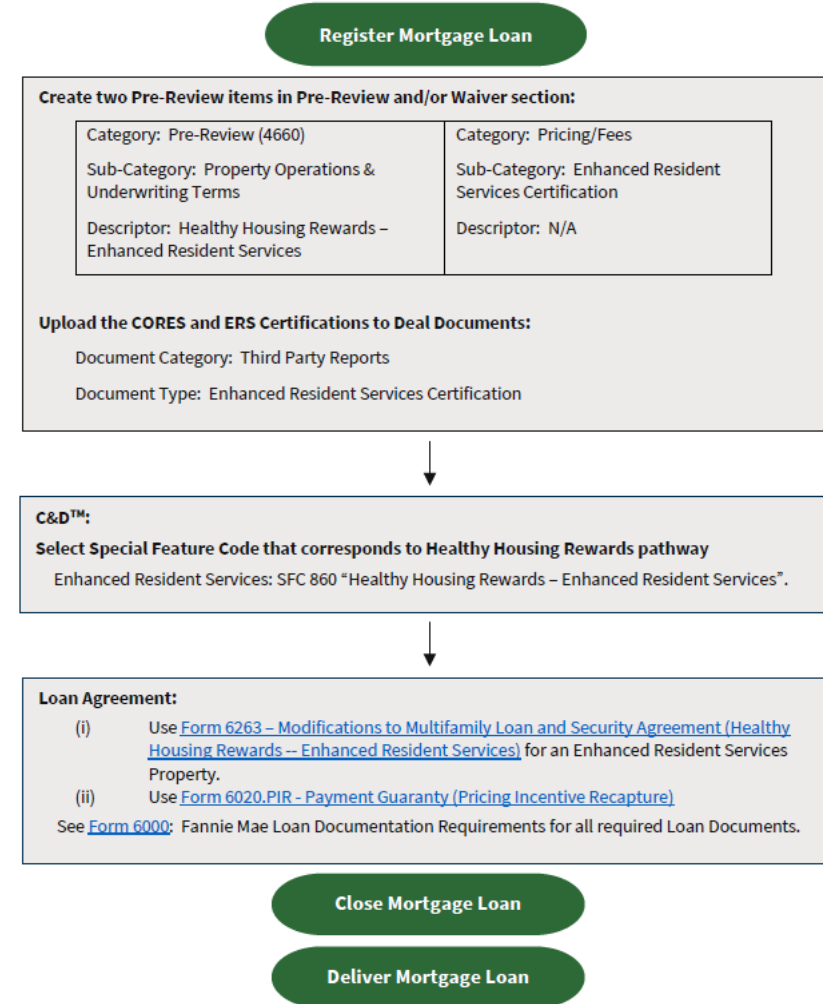 Register Mortgage Loan
Create two Pre-Review items in Pre-Review and/or Waiver section:
Category: Pre-Review (4660)
Sub-Category: Property Operations &
Underwriting Terms
Descriptor: Healthy Housing Rewards –
Enhanced Resident Services
Category: Pricing/Fees
Sub-Category: Enhanced Resident
Services Certification
Descriptor: N/A
Upload the CORES and ERS Certifications to Deal Documents:
Document Category: Third Party Reports
Document Type: Enhanced Resident Services Certification
C&D™:
Select Special Feature Code that corresponds to Healthy Housing Rewards pathway
Enhanced Resident Services: SFC 860 “Healthy Housing Rewards – Enhanced Resident Services”.
Loan Agreement:
(i) Use Form 6263 – Modifications to Multifamily Loan and Security Agreement (Healthy
Housing Rewards -- Enhanced Resident Services) for an Enhanced Resident Services
Property.
(ii) Use Form 6020.PIR - Payment Guaranty (Pricing Incentive Recapture)
See Form 6000: Fannie Mae Loan Documentation Requirements for all required Loan Documents.
Close Mortgage Loan
Deliver Mortgage Loan